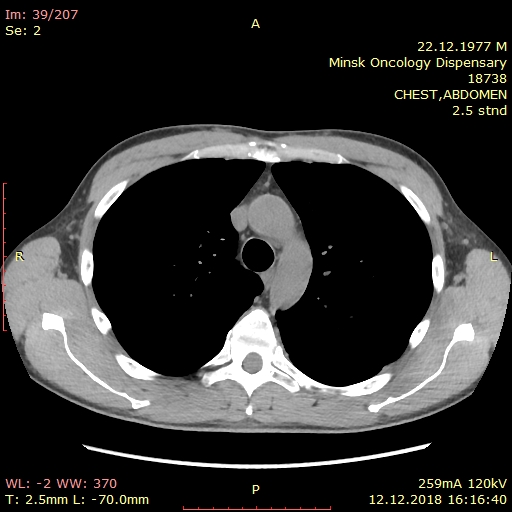 Im: 39/207
Se: 2
A
22.12.1977 M
Minsk Oncology Dispensary
18738
CHEST,ABDOMEN
2.5 stnd
R
L
WL: -2 WW: 370
T: 2.5mm L: -70.0mm
P
259mA 120kV
12.12.2018 16:16:40